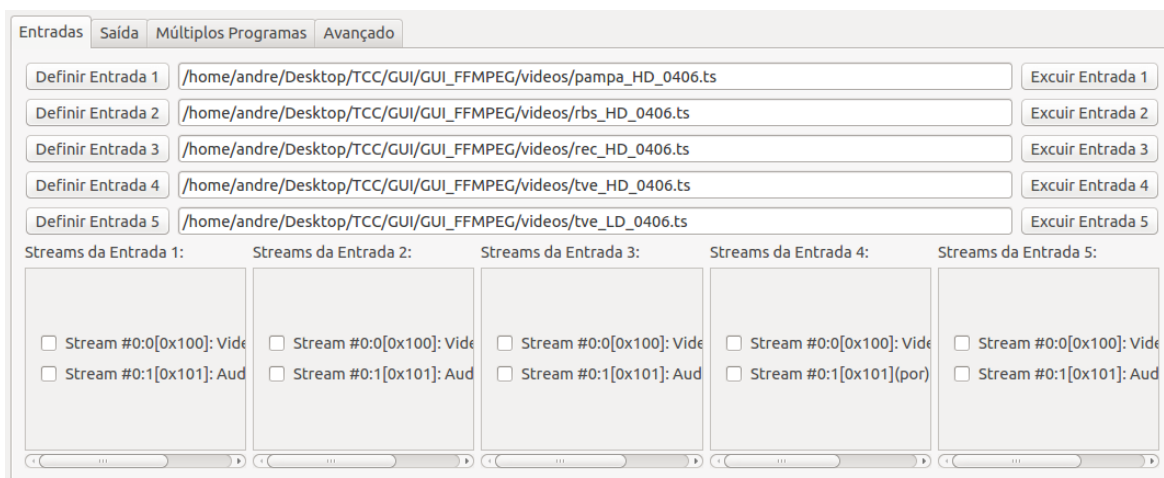 Entradas Saída Múltiplos Programas Avançado
Definir Entrada 1 /home/andre/Desktop/TCC/GUI/GUI_FFMPEG/videos/pampa_HD_0406.ts Excuir Entrada 1
Definir Entrada 2 /home/andre/Desktop/TCC/GUI/GUI_FFMPEG/videos/rbs_HD_0406.ts Excuir Entrada 2
Definir Entrada 3 /home/andre/Desktop/TCC/GUI/GUI_FFMPEG/videos/rec_HD_0406.ts Excuir Entrada 3
Definir Entrada 4 /home/andre/Desktop/TCC/GUI/GUI_FFMPEG/videos/tve_HD_0406.ts Excuir Entrada 4
Definir Entrada 5 /home/andre/Desktop/TCC/GUI/GUI_FFMPEG/videos/tve_LD_0406.ts Excuir Entrada 5
Streams da Entrada 1: Streams da Entrada 2: Streams da Entrada 3: Streams da Entrada 4: Streams da Entrada 5:
Stream #0:0[0x100]: Vide Stream #0:0[0x100]: Vide Stream #0:0[0x100]: Vide Stream #0:0[0x100]: Vide Stream #0:0[0x100]: Vide
Stream #0:1[0x101]: Aud Stream #0:1[0x101]: Aud Stream #0:1[0x101]: Aud Stream #0:1[0x101](por) Stream #0:1[0x101]: Aud